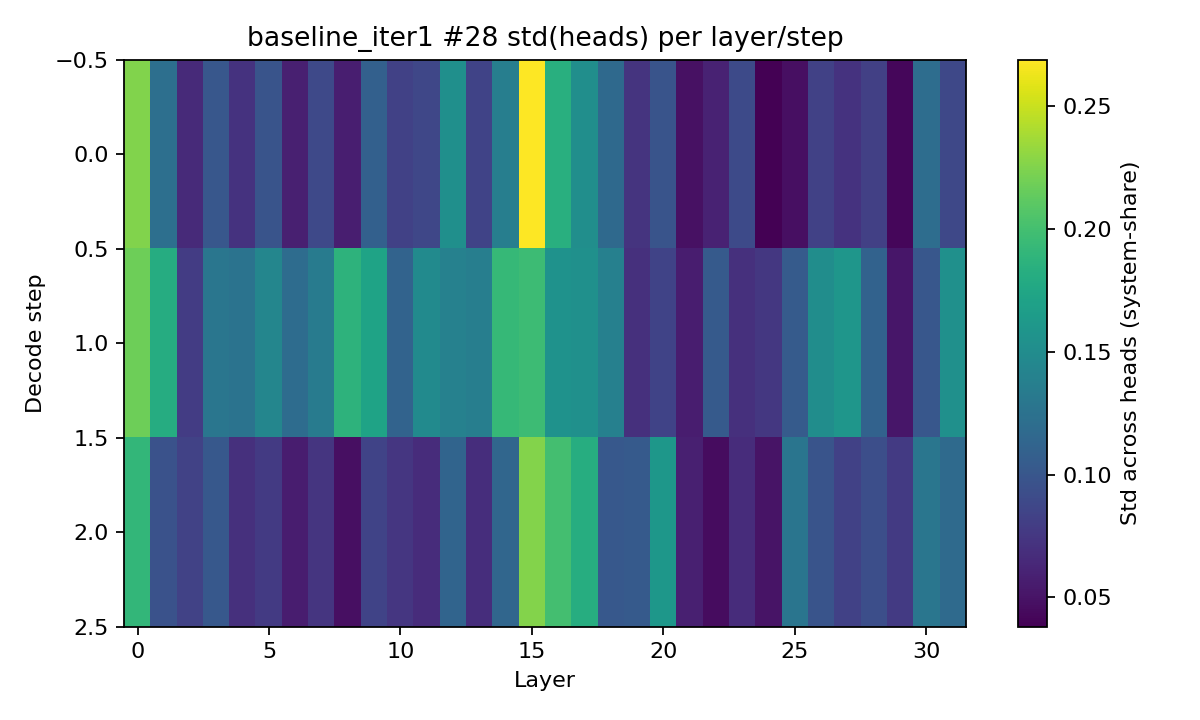 baseline_iter1 #28 std(heads) per layer/step
−0.5
0.0
0.5
1.0
1.5
2.0
2.5
Decode step
0 5 10 15 20 25 30
Layer
0.25
0.20
0.15
0.10
0.05
Std across heads (system-share)